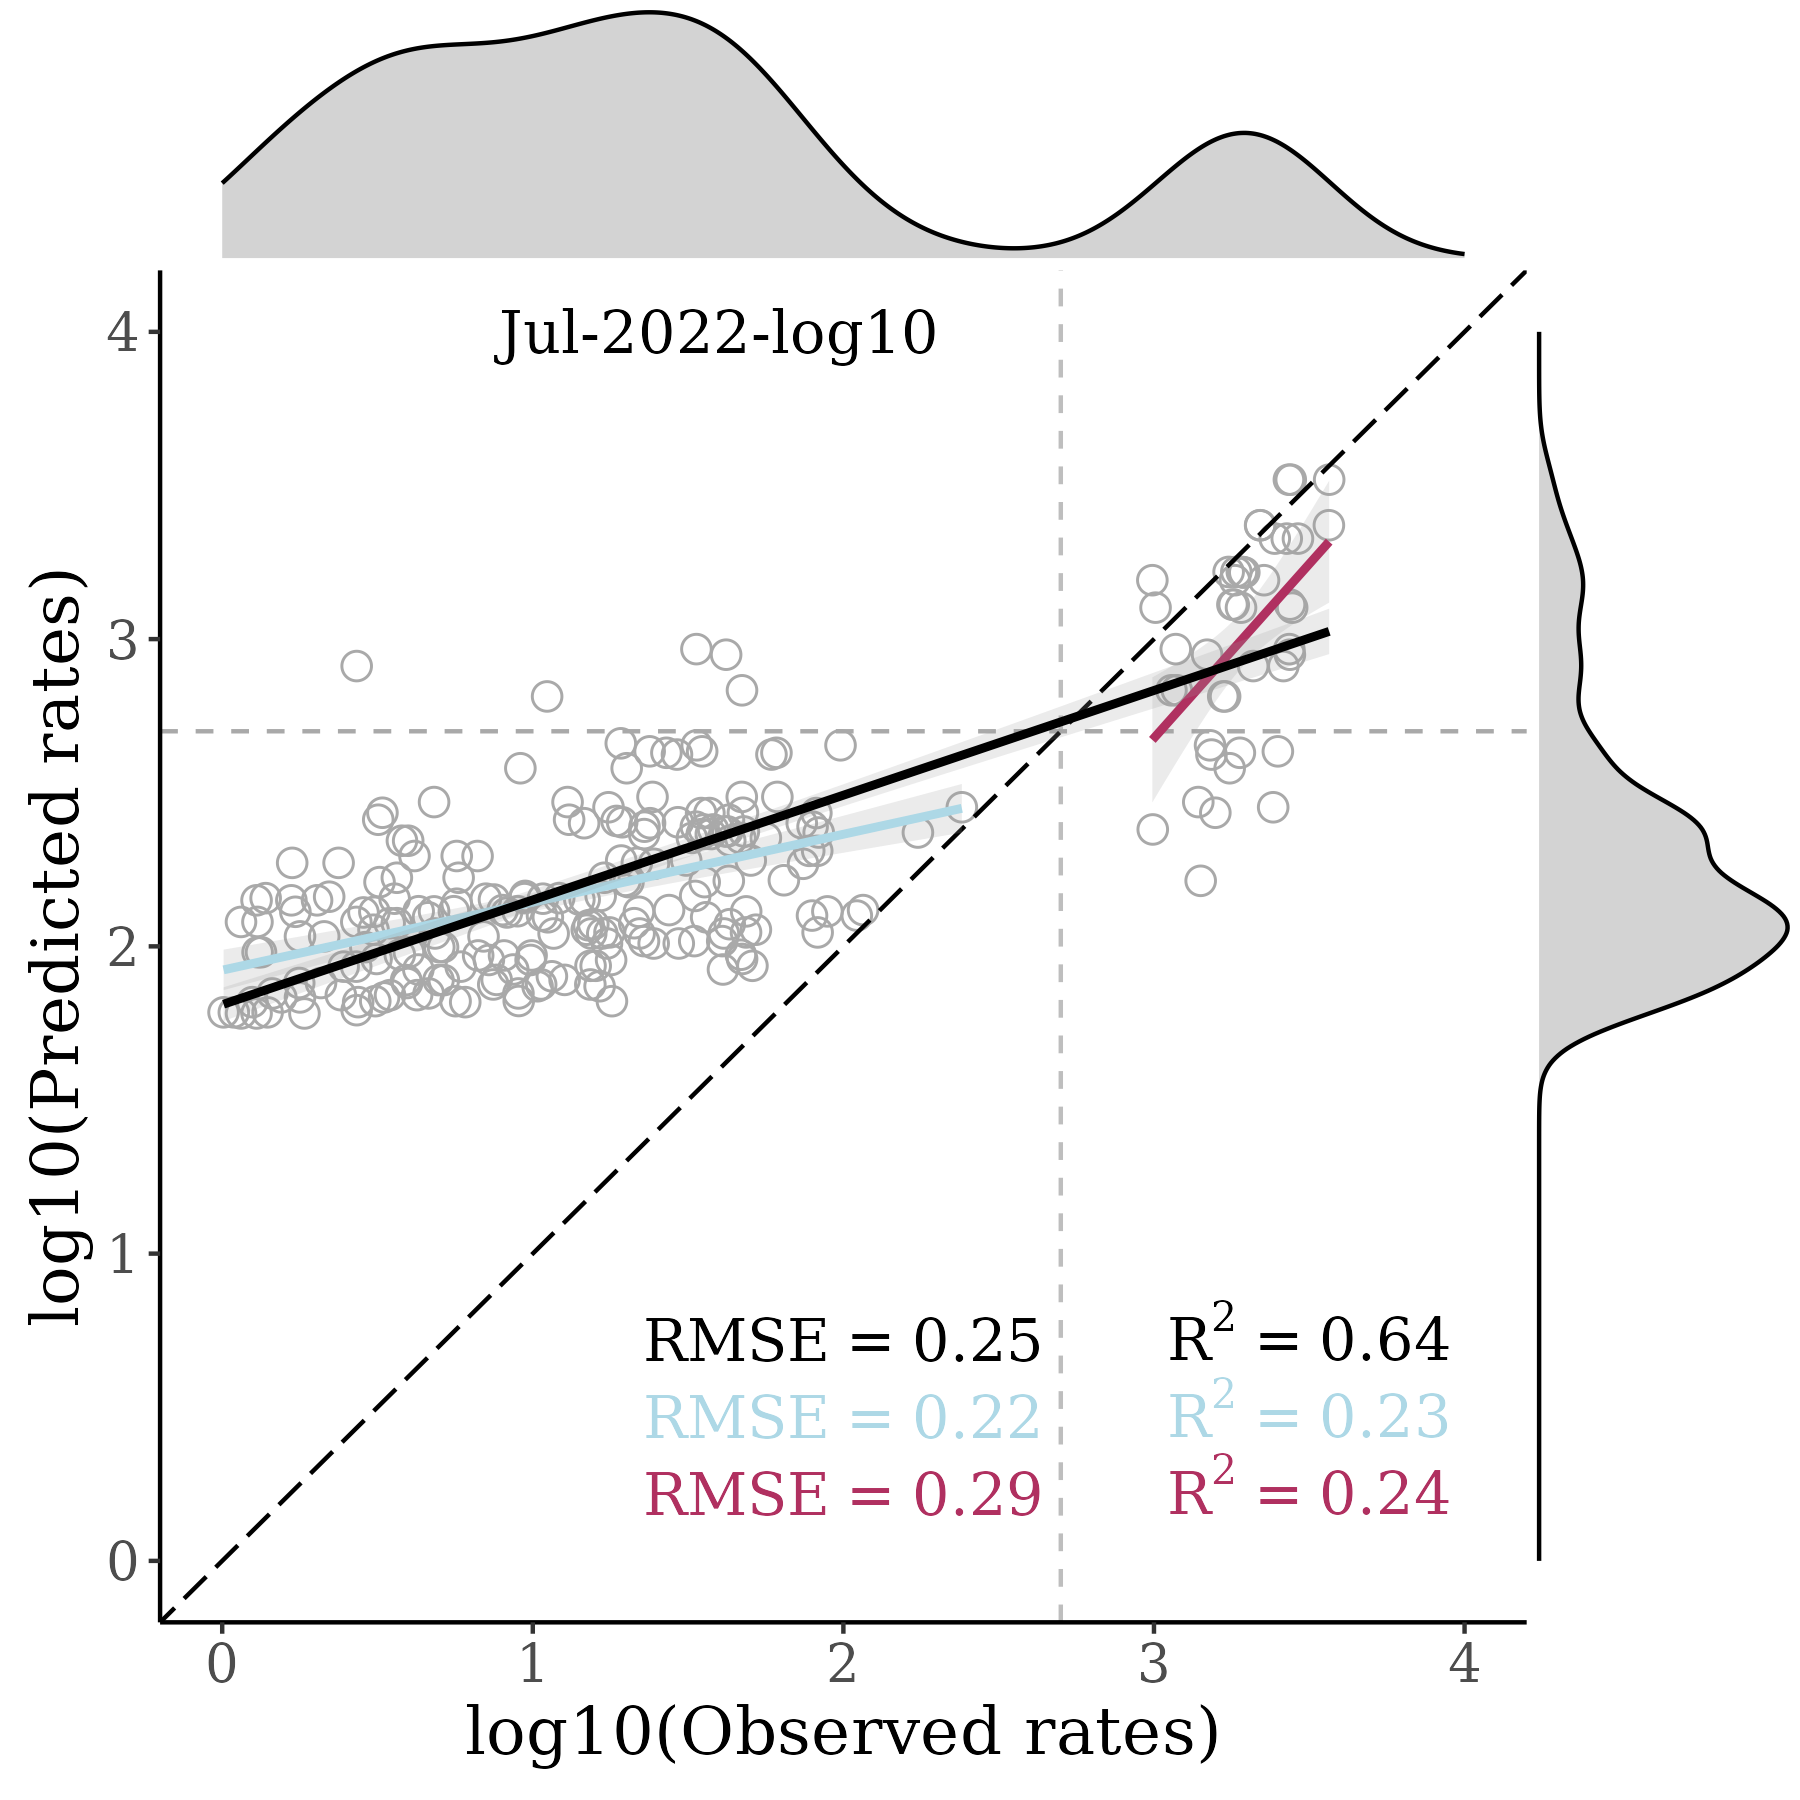 Jul-2022-log10
4
3
2
1
0
log10(Predicted rates)
RMSE = 0.25 R² = 0.64
RMSE = 0.22 R² = 0.23
RMSE = 0.29 R² = 0.24
0 1 2 3 4
log10(Observed rates)